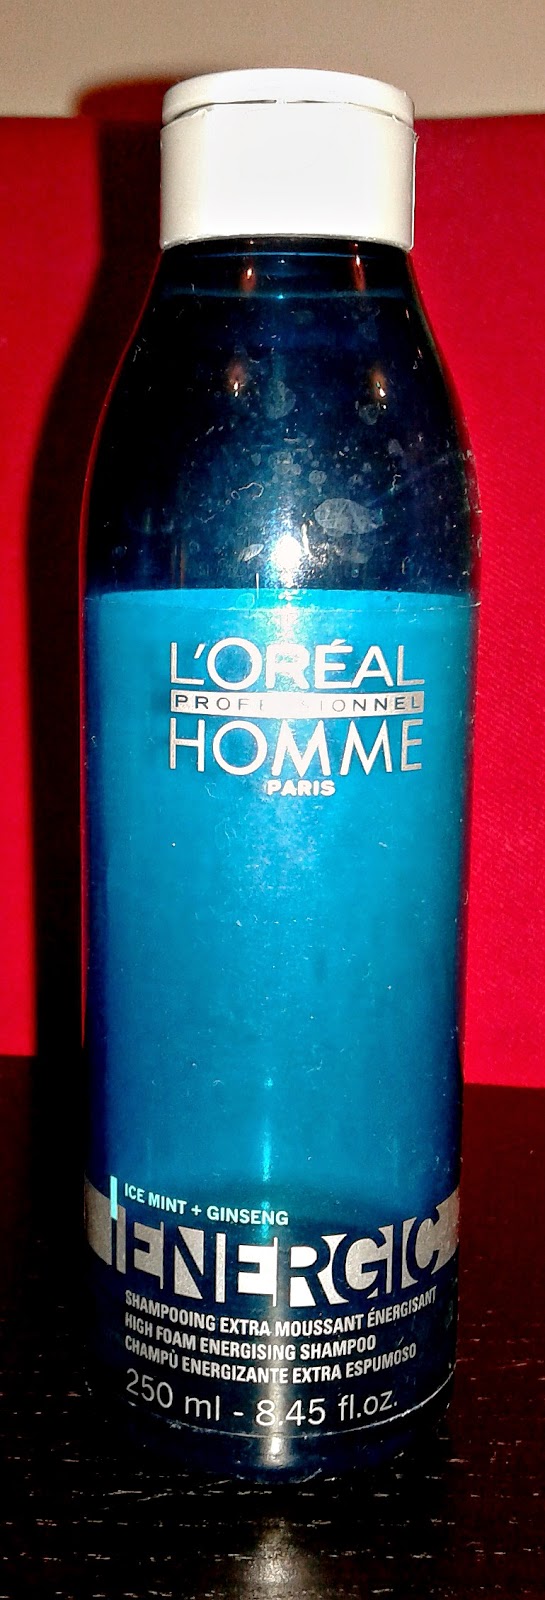 L'ORÉAL
PROFESSIONNEL
HOMME
PARIS
ICE MINT + GINSENG
ENERGIC
SHAMPOOING EXTRA MOUSSANT ÉNERGISANT
HIGH FOAM ENERGISING SHAMPOO
CHAMPÙ ENERGIZANTE EXTRA ESPUMOSO
250 ml - 8.45 fl.oz.